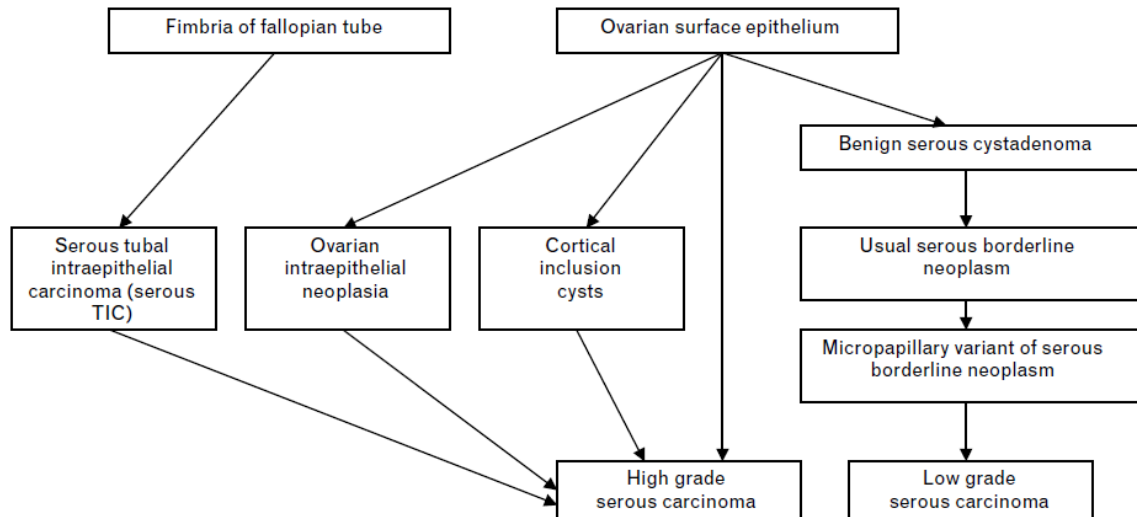 Fimbria of fallopian tube
Ovarian surface epithelium
Benign serous cystadenoma
Serous tubal
intraepithelial
carcinoma (serous
TIC)
Ovarian
intraepithelial
neoplasia
Cortical
inclusion
cysts
Usual serous borderline
neoplasm
Micropapillary variant of serous
borderline neoplasm
High grade
serous carcinoma
Low grade
serous carcinoma